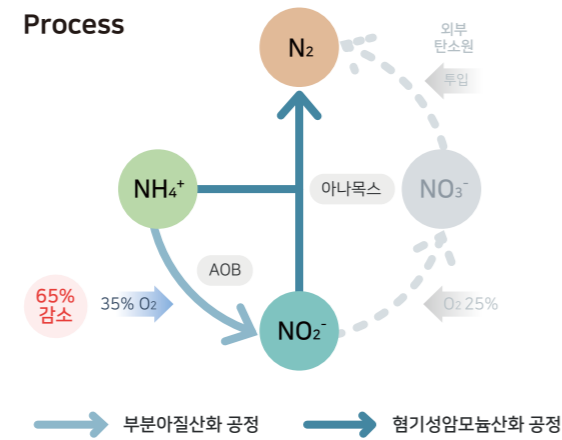 Process
N₂
외부
탄소원
투입
NH₄⁺
아나목스
NO₃⁻
AOB
65%
감소
35% O₂
NO₂⁻
O₂ 25%
부분아질산화 공정
혐기성암모늄산화 공정